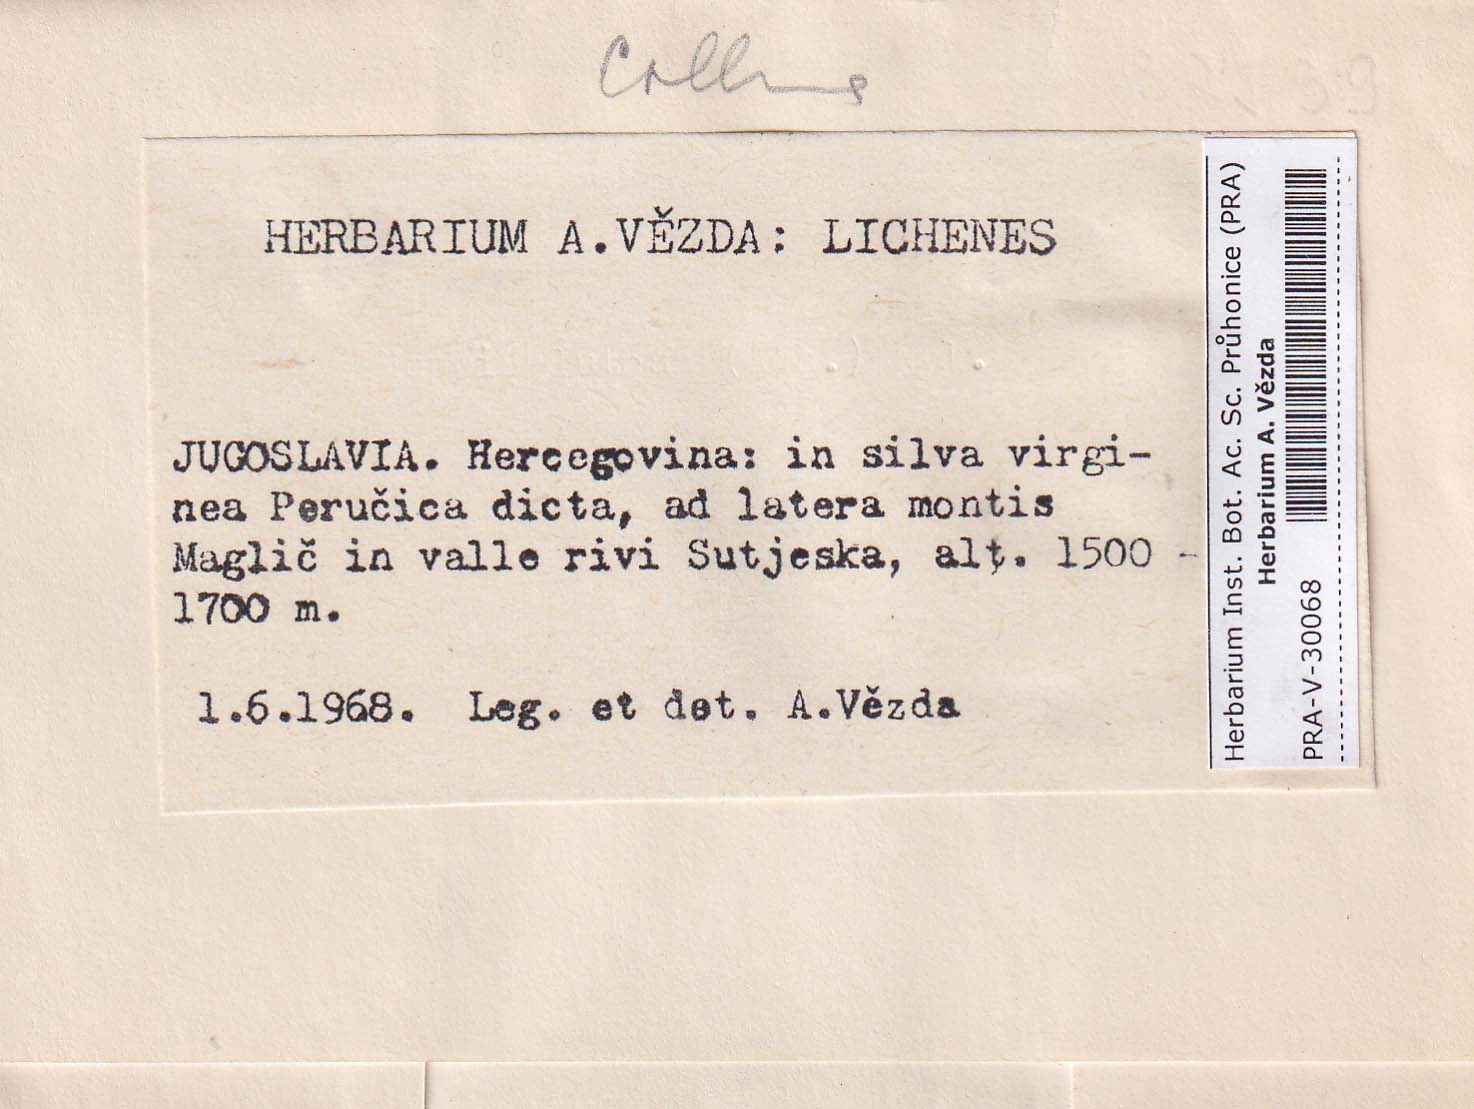 HERBARIUM A.VĚZDA: LICHENES
JUGOSLAVIA. Hercegovina: in silva virgi-
nea Peručica dicta, ad latera montis
Maglič in valle rivi Sutjeska, alt. 1500 -
1700 m.
1.6.1968. Leg. et det. A.Vězda
Herbarium Inst. Bot. Ac. Sc. Průhonice (PRA)
Herbarium A. Vězda
PRA-V-30068